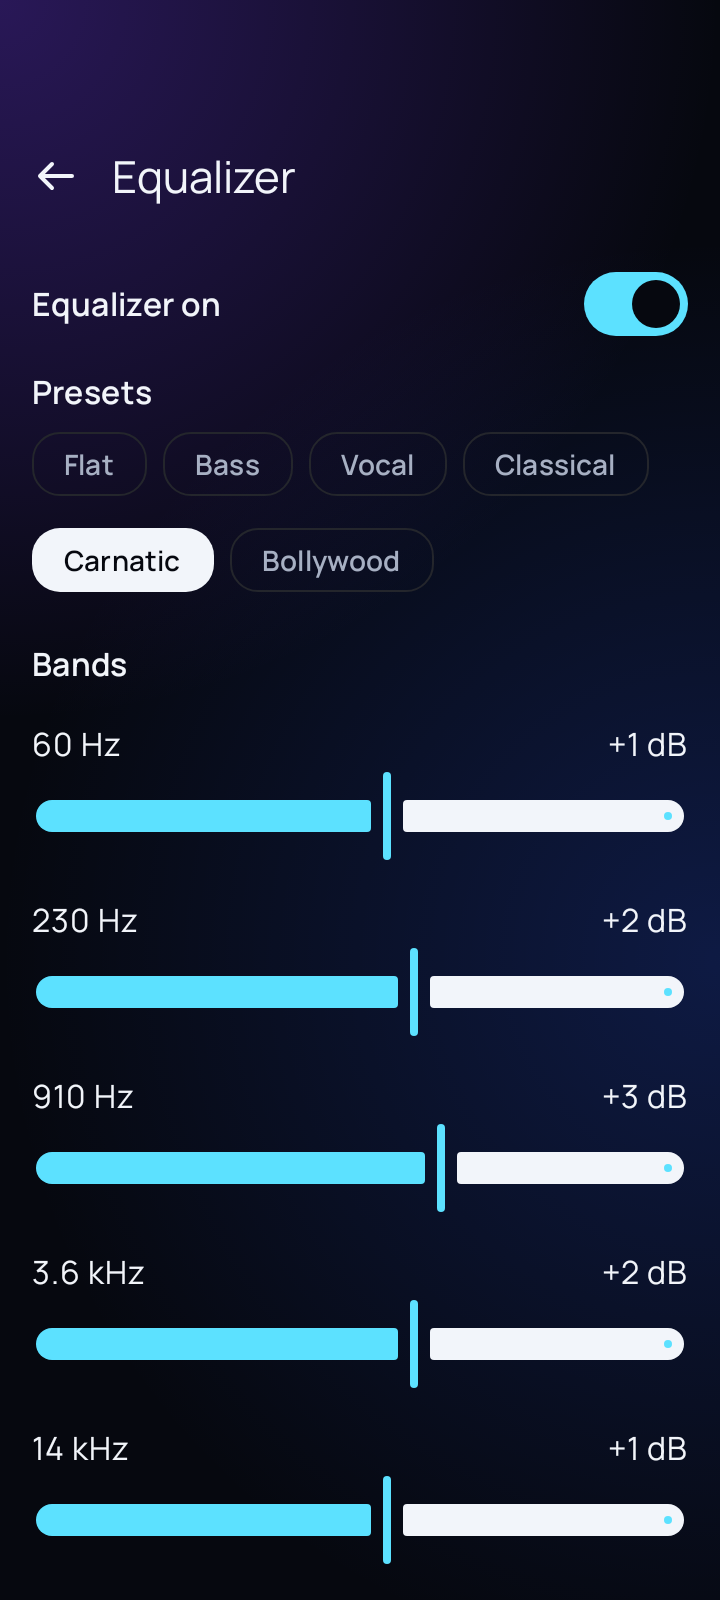 Equalizer
Equalizer on
Presets
Flat Bass Vocal Classical
Carnatic Bollywood
Bands
60 Hz +1 dB
230 Hz +2 dB
910 Hz +3 dB
3.6 kHz +2 dB
14 kHz +1 dB